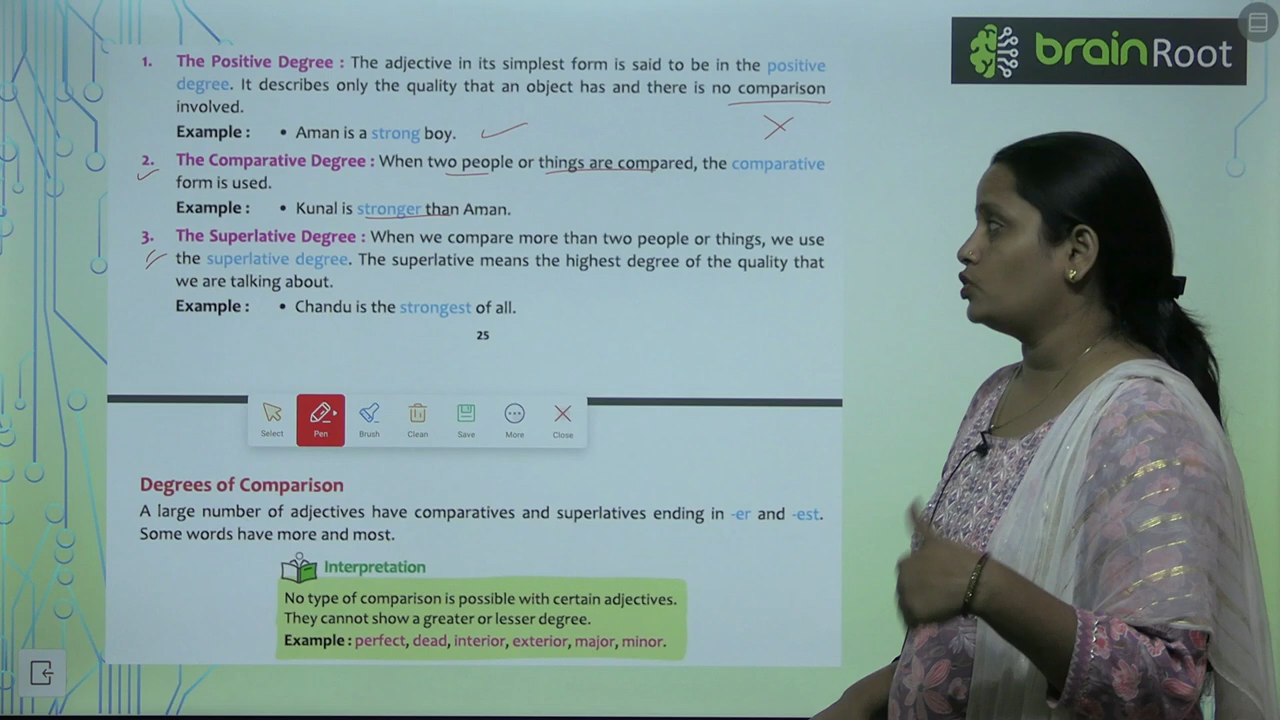 brainRoot
1. The Positive Degree : The adjective in its simplest form is said to be in the positive
degree. It describes only the quality that an object has and there is no comparison
involved.
Example : • Aman is a strong boy.
2. The Comparative Degree : When two people or things are compared, the comparative
form is used.
Example : • Kunal is stronger than Aman.
3. The Superlative Degree : When we compare more than two people or things, we use
the superlative degree. The superlative means the highest degree of the quality that
we are talking about.
Example : • Chandu is the strongest of all.
25
Select Pen Brush Clean Save More Close
Degrees of Comparison
A large number of adjectives have comparatives and superlatives ending in -er and -est.
Some words have more and most.
Interpretation
No type of comparison is possible with certain adjectives.
They cannot show a greater or lesser degree.
Example : perfect, dead, interior, exterior, major, minor.